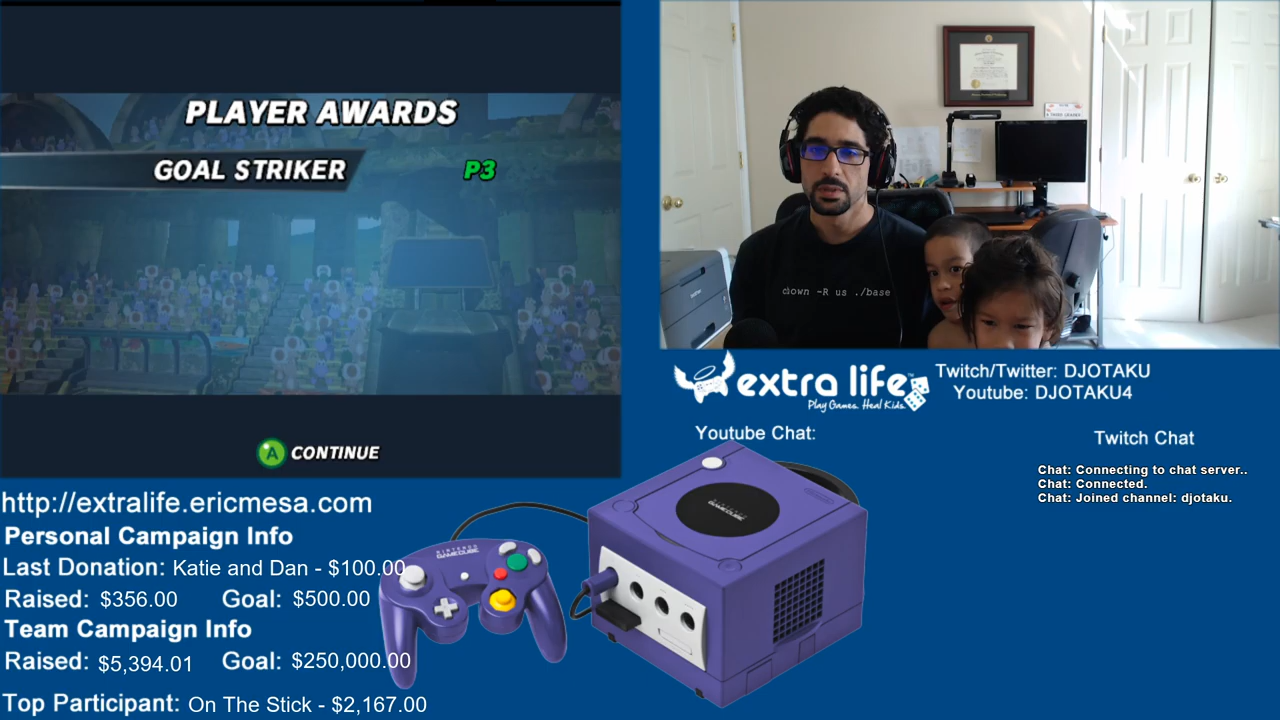 PLAYER AWARDS
GOAL STRIKER P3
A CONTINUE
chown -R us ./base
extra life
Play Games. Heal Kids.
Twitch/Twitter: DJOTAKU
Youtube: DJOTAKU4
Youtube Chat:
Twitch Chat
Chat: Connecting to chat server..
Chat: Connected.
Chat: Joined channel: djotaku.
http://extralife.ericmesa.com
Personal Campaign Info
Last Donation: Katie and Dan - $100.00
Raised: $356.00 Goal: $500.00
Team Campaign Info
Raised: $5,394.01 Goal: $250,000.00
Top Participant: On The Stick - $2,167.00
NINTENDO
GAMECUBE